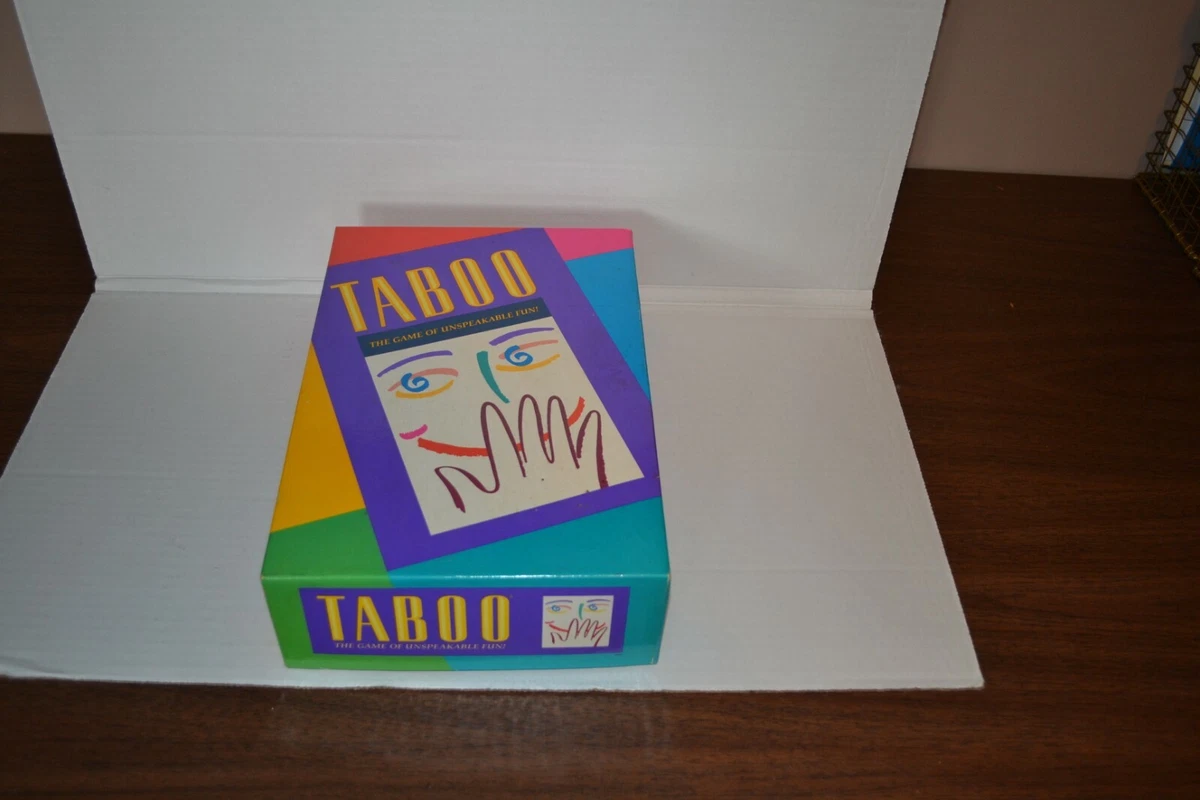 TABOO
THE GAME OF UNSPEAKABLE FUN!
TABOO
THE GAME OF UNSPEAKABLE FUN!